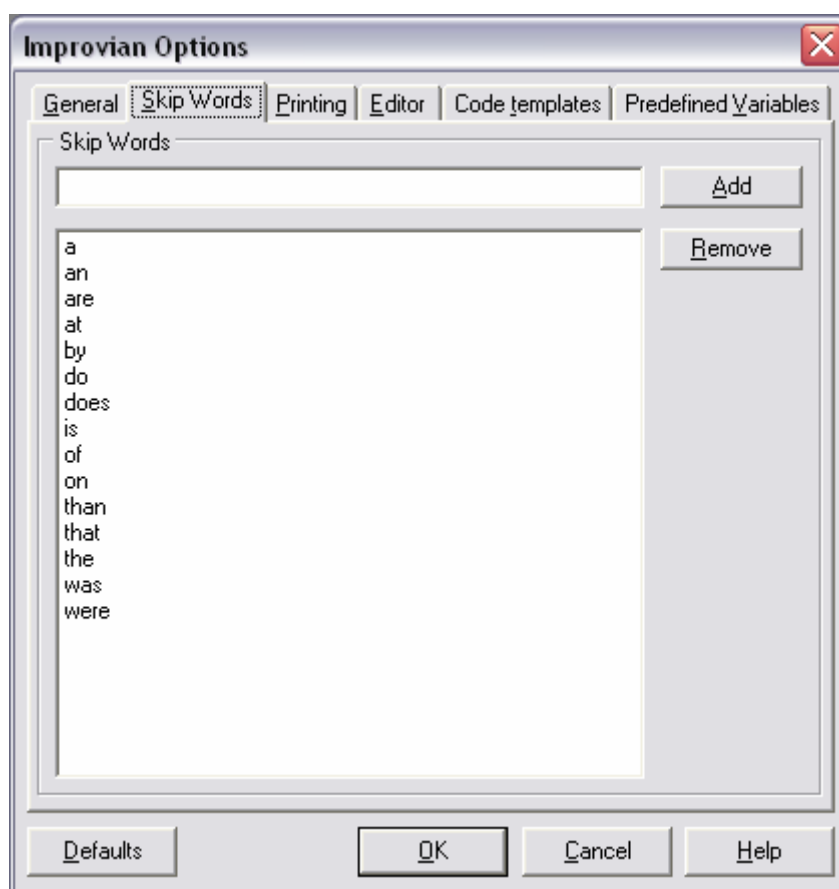 Improvian Options
General Skip Words Printing Editor Code templates Predefined Variables
Skip Words
Add
Remove
a
an
are
at
by
do
does
is
of
on
than
that
the
was
were
Defaults OK Cancel Help